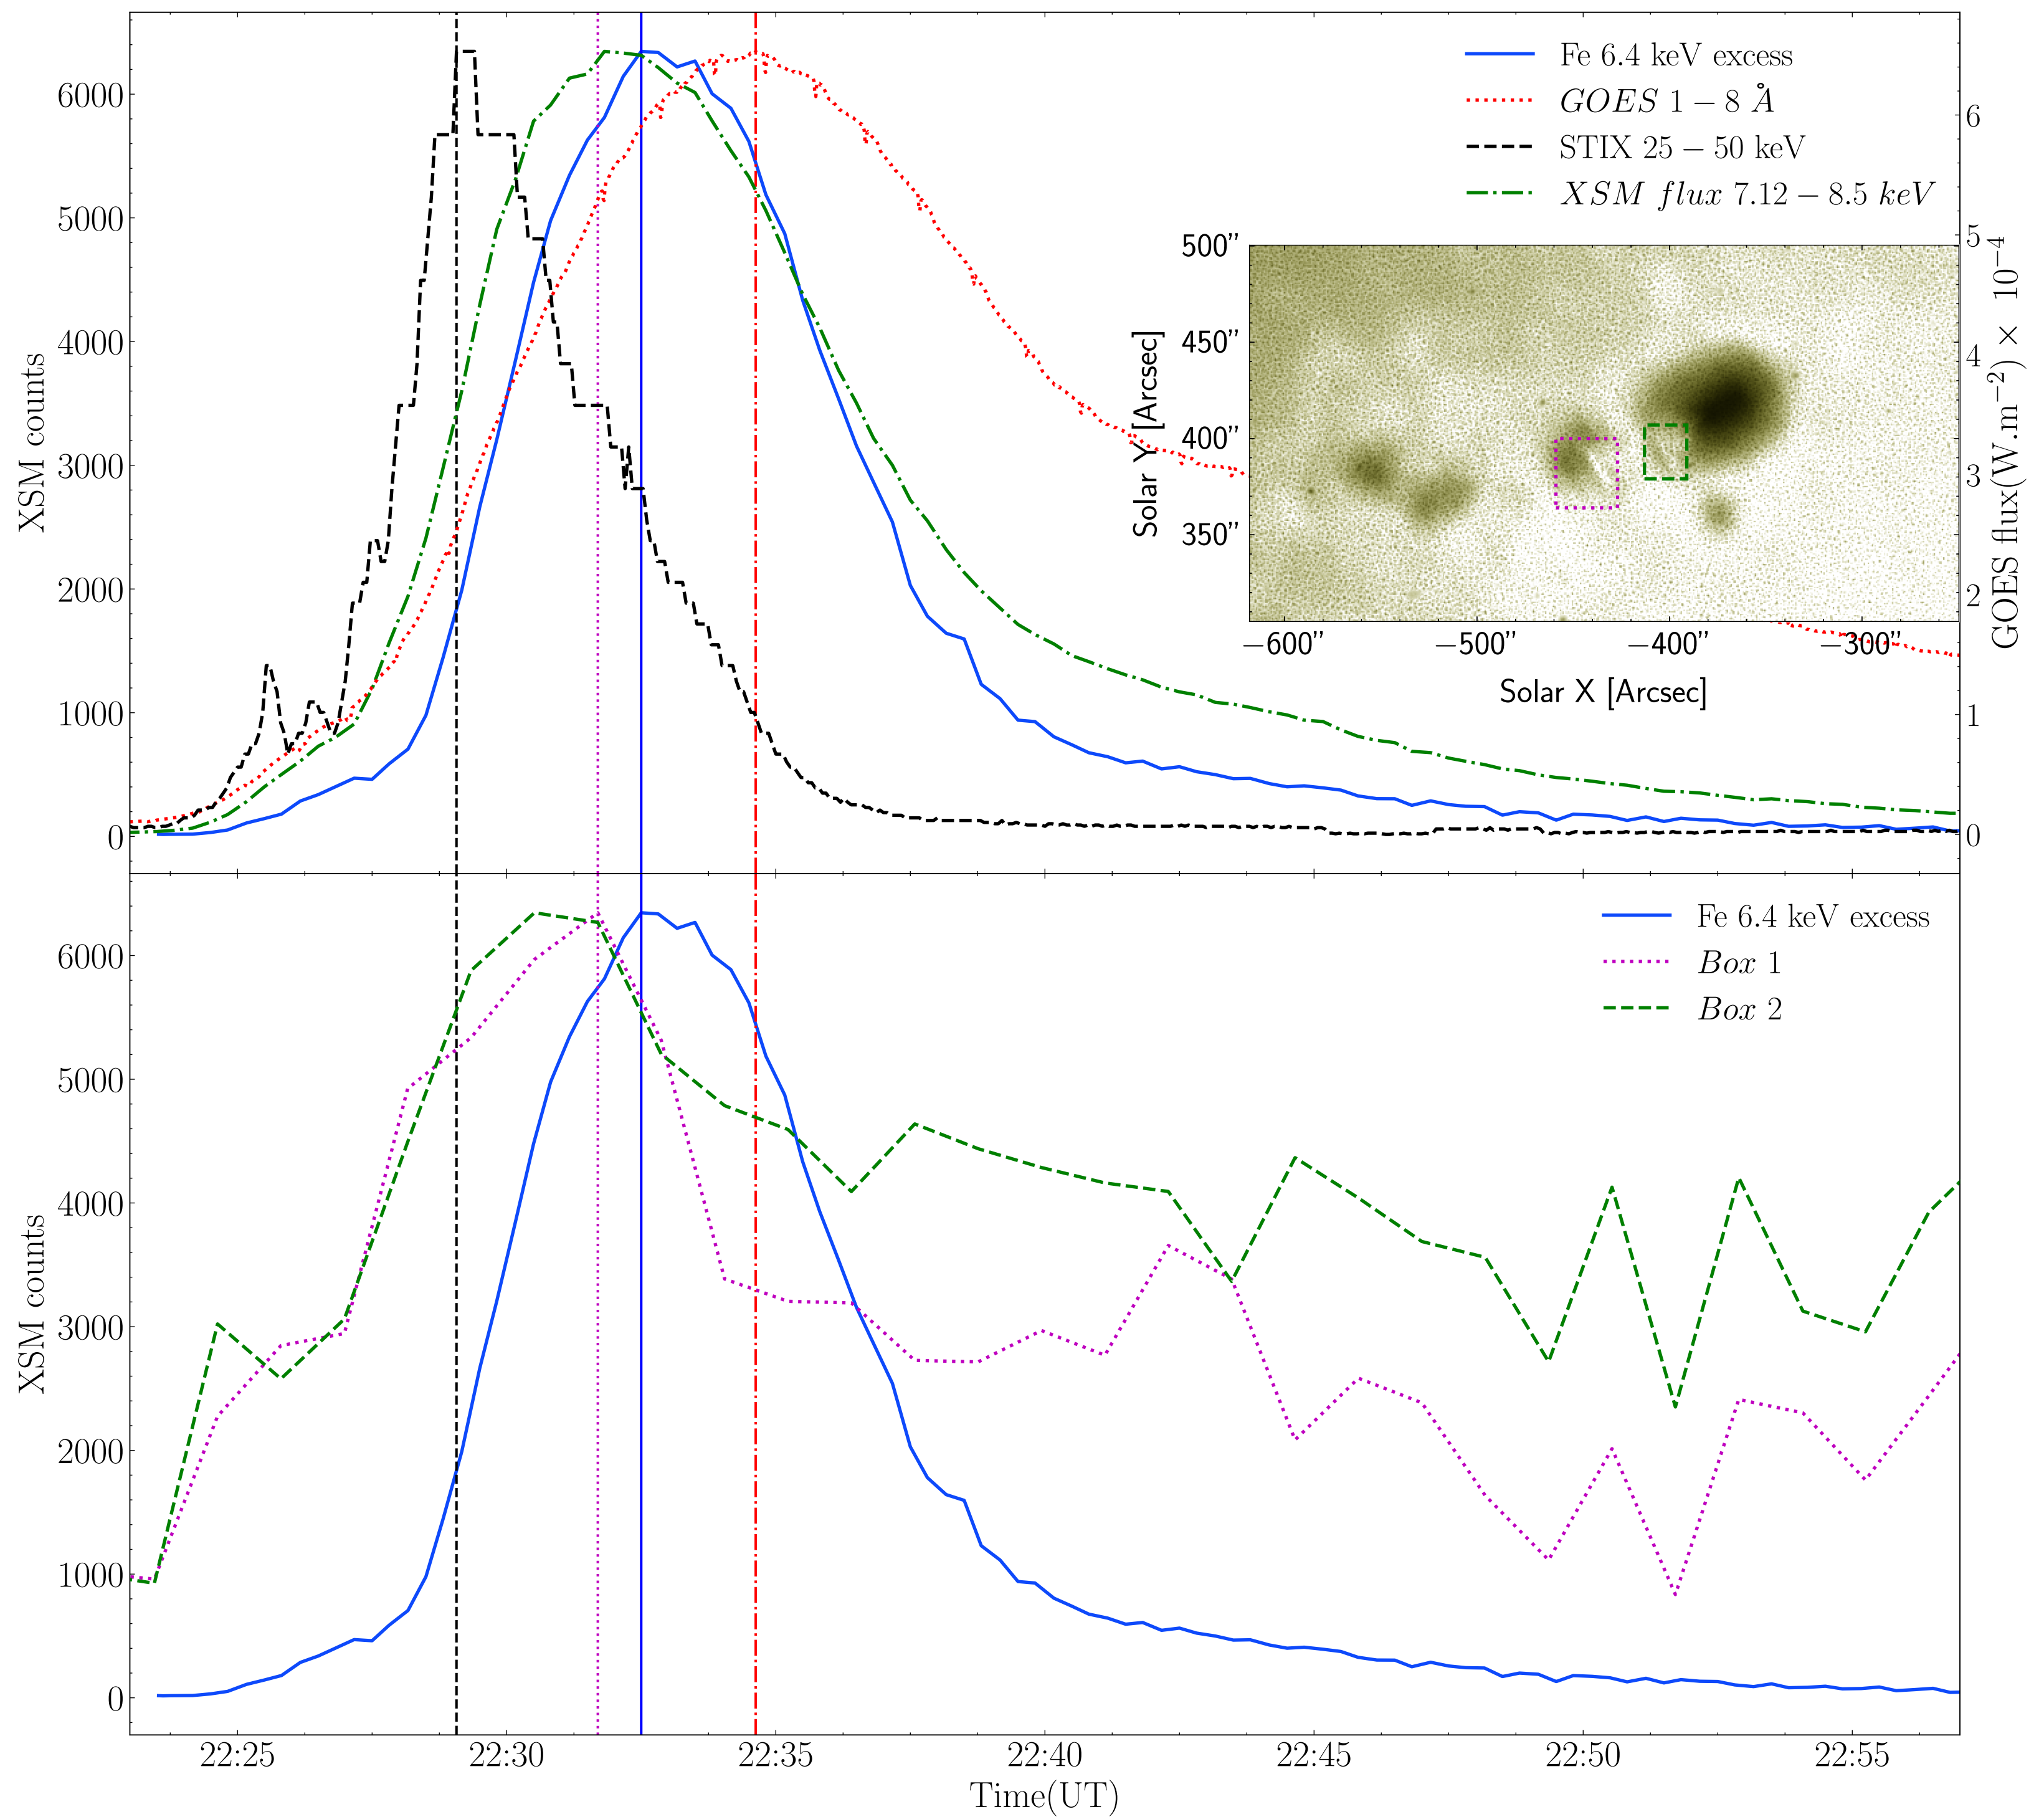 Fe 6.4 keV excess
GOES 1 − 8 Å
STIX 25 − 50 keV
XSM flux 7.12 − 8.5 keV
XSM counts
6000
5000
4000
3000
2000
1000
0
GOES flux(W.m⁻²) × 10⁻⁴
6
5
4
3
2
1
0
Solar Y [Arcsec]
500"
450"
400"
350"
−600"
−500"
−400"
−300"
Solar X [Arcsec]
Fe 6.4 keV excess
Box 1
Box 2
XSM counts
6000
5000
4000
3000
2000
1000
0
22:25
22:30
22:35
22:40
22:45
22:50
22:55
Time(UT)